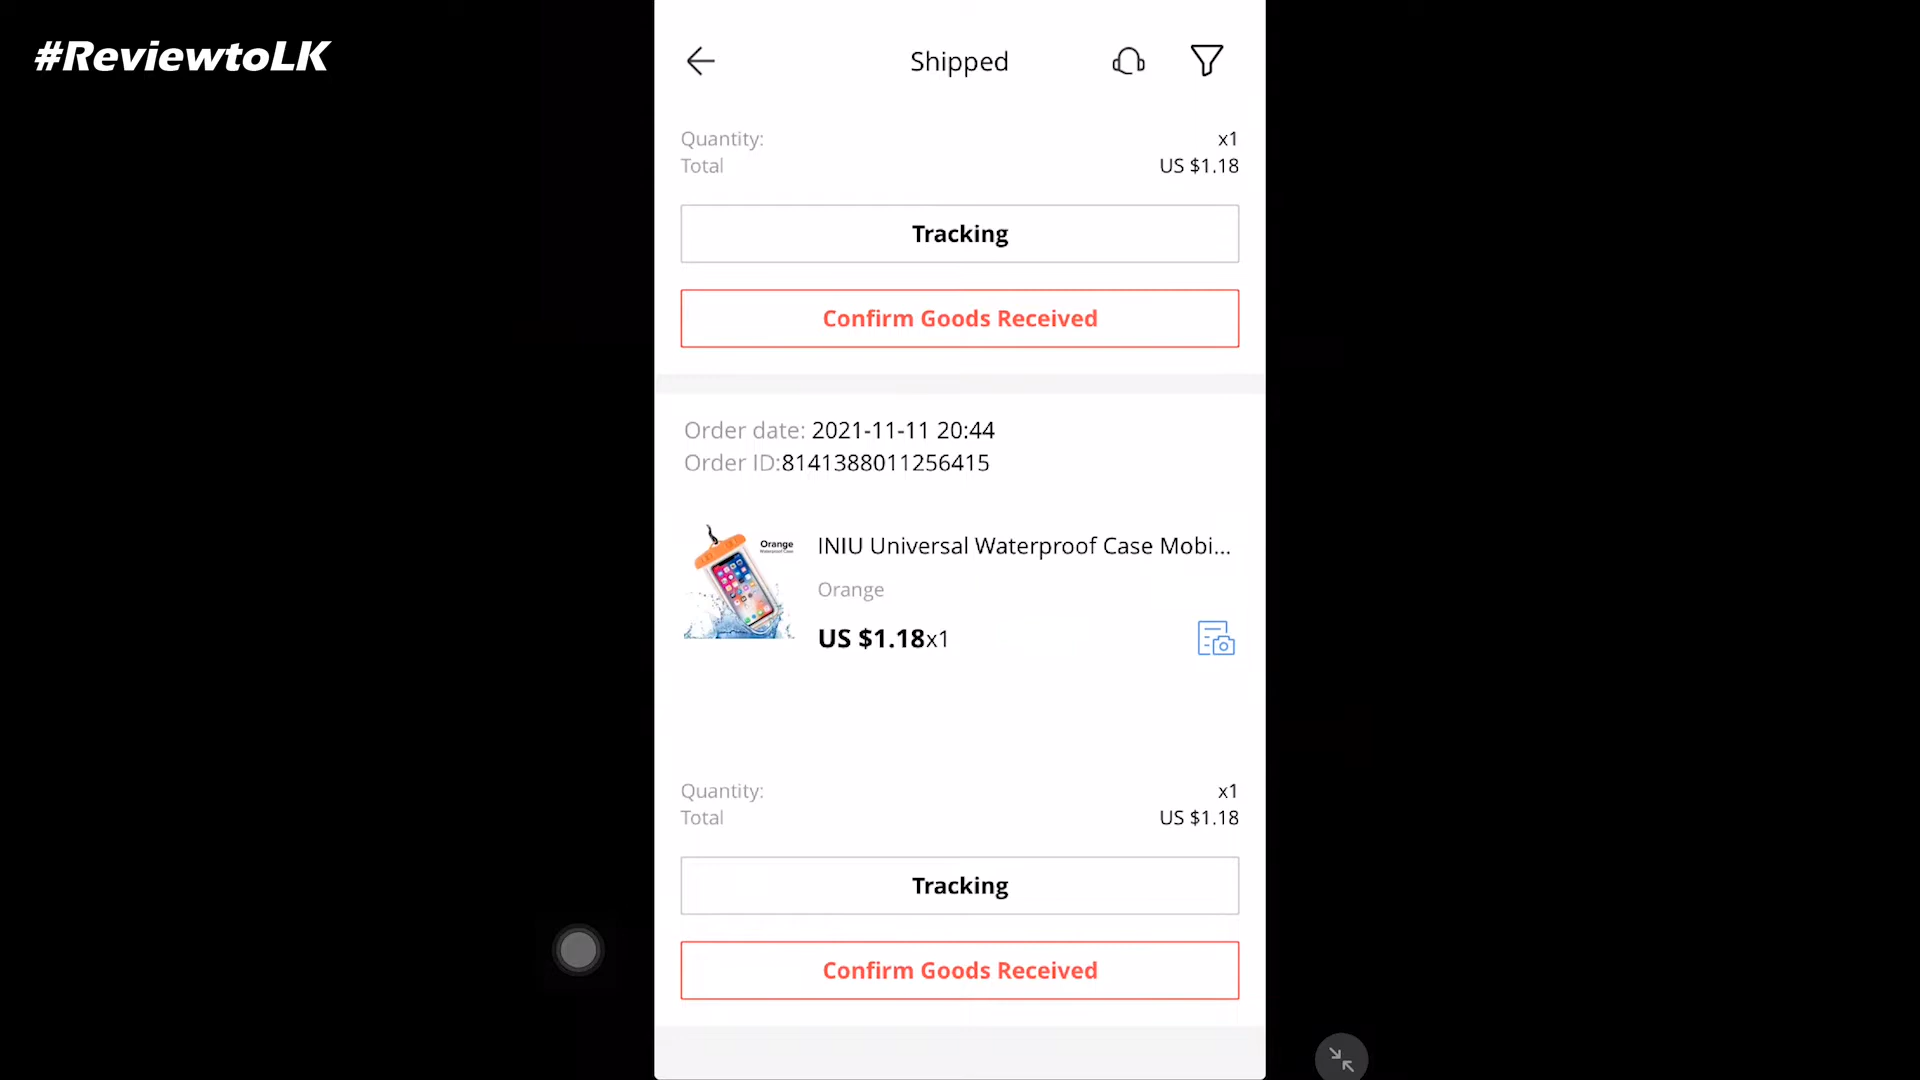 #ReviewtoLK
Shipped
Quantity: x1
Total US $1.18
Tracking
Confirm Goods Received
Order date: 2021-11-11 20:44
Order ID:8141388011256415
Orange
INIU Universal Waterproof Case Mobi...
Orange
US $1.18x1
Quantity: x1
Total US $1.18
Tracking
Confirm Goods Received